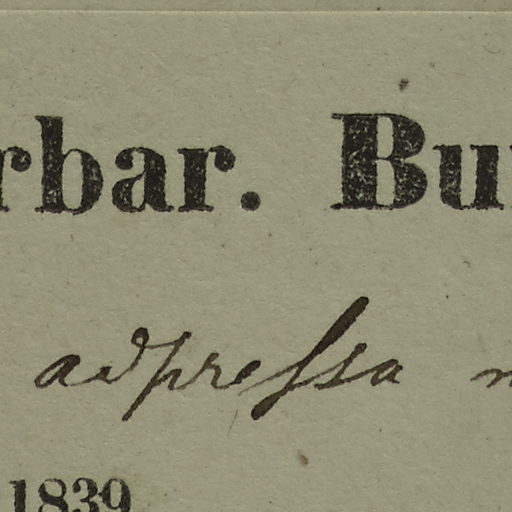 rbar. Bu
adpressa
1839